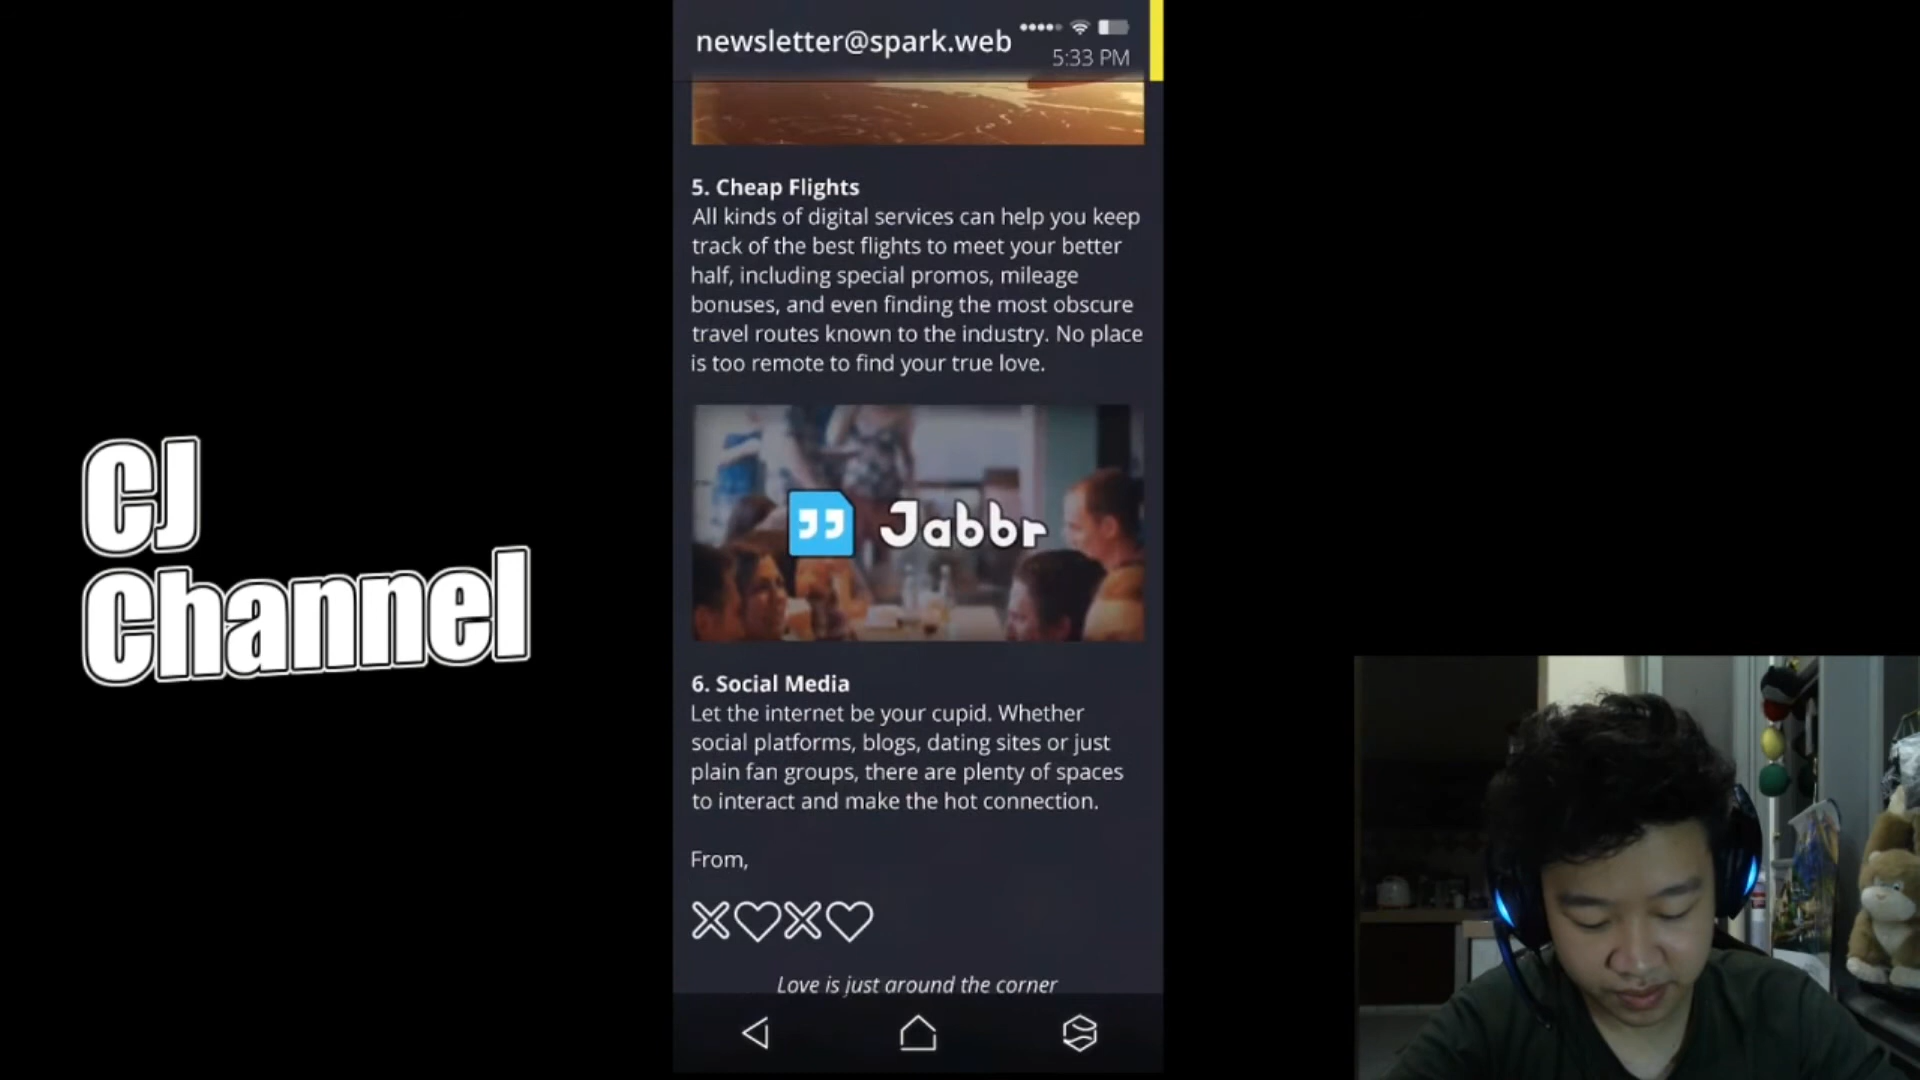 newsletter@spark.web
5:33 PM
5. Cheap Flights
All kinds of digital services can help you keep
track of the best flights to meet your better
half, including special promos, mileage
bonuses, and even finding the most obscure
travel routes known to the industry. No place
is too remote to find your true love.
Jabbr
6. Social Media
Let the internet be your cupid. Whether
social platforms, blogs, dating sites or just
plain fan groups, there are plenty of spaces
to interact and make the hot connection.
From,
Love is just around the corner
CJ
Channel